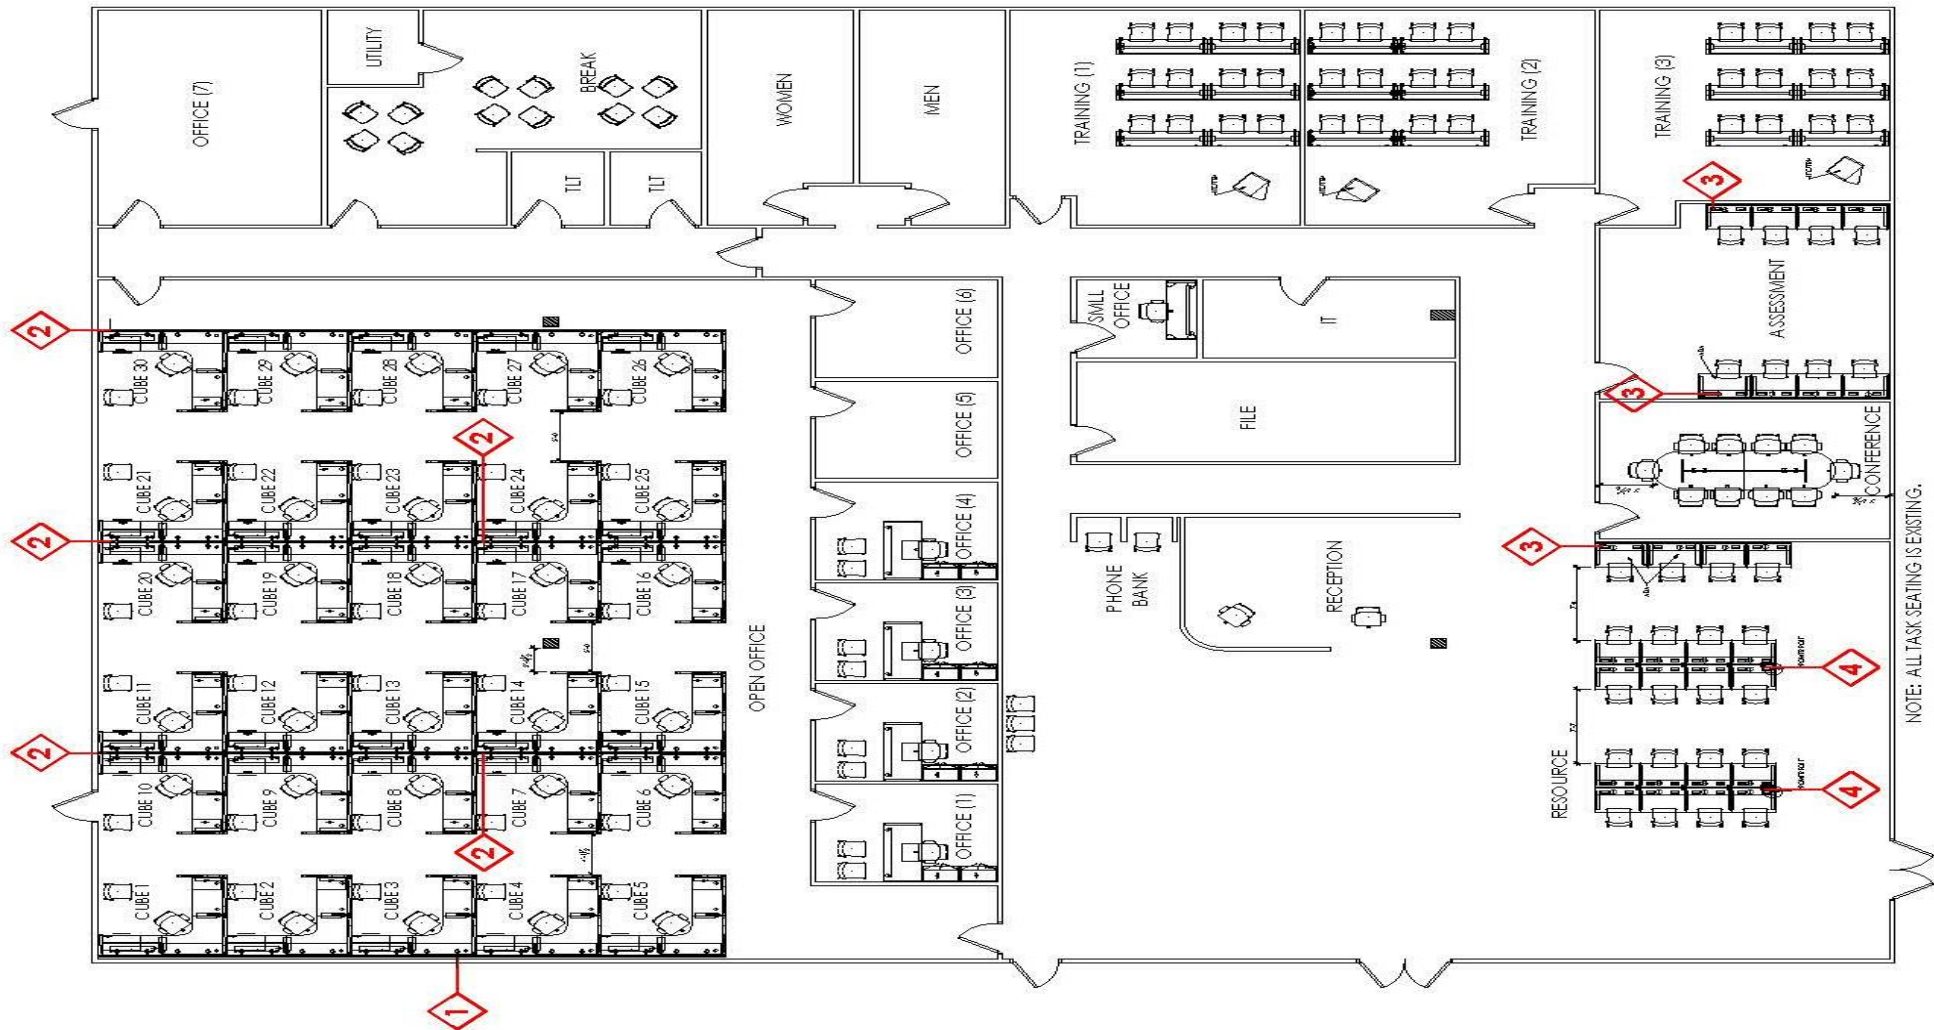 2
2
2
CUBE 1
CUBE 10
CUBE 11
CUBE 20
CUBE 21
CUBE 30
OFFICE (7)
CUBE 2
CUBE 9
CUBE 12
CUBE 19
CUBE 22
CUBE 29
UTILITY
CUBE 3
CUBE 8
CUBE 13
CUBE 18
CUBE 23
CUBE 28
1
2
2
CUBE 4
CUBE 7
CUBE 14
CUBE 17
CUBE 24
CUBE 27
TLT
BREAK
CUBE 5
CUBE 6
CUBE 15
CUBE 16
CUBE 25
CUBE 26
TLT
OPEN OFFICE
WOMEN
MEN
OFFICE (1)
OFFICE (2)
OFFICE (3)
OFFICE (4)
OFFICE (5)
OFFICE (6)
TRAINING (1)
SMLL
OFFICE
PHONE
BANK
FILE
IT
RECEPTION
TRAINING (2)
3
RESOURCE
3
TRAINING (3)
3
ASSESSMENT
4
4
CONFERENCE
NOTE: ALL TASK SEATING IS EXISTING.